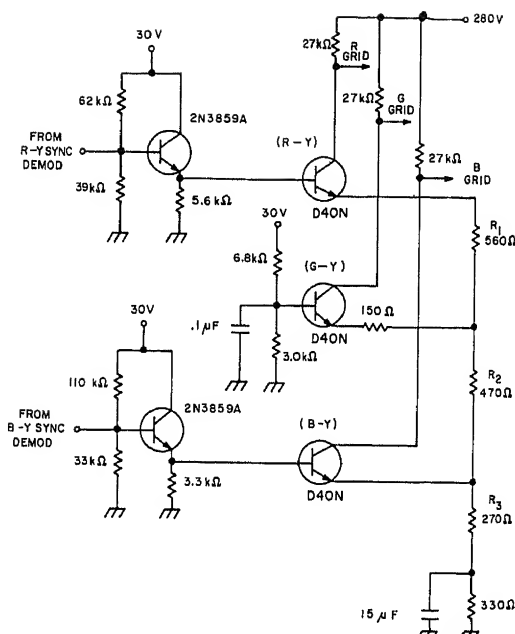 30V
280V
27kΩ
R
GRID
62kΩ
2N3859A
27kΩ
G
GRID
FROM
R-Y SYNC
DEMOD
(R-Y)
27kΩ
B
GRID
39kΩ
5.6kΩ
D40N
30V
R1
560Ω
6.8kΩ
(G-Y)
150Ω
.1µF
30V
3.0kΩ
D40N
R2
470Ω
110 kΩ
2N3859A
FROM
B-Y SYNC
DEMOD
(B-Y)
33kΩ
3.3kΩ
D40N
R3
270Ω
15µF
330Ω